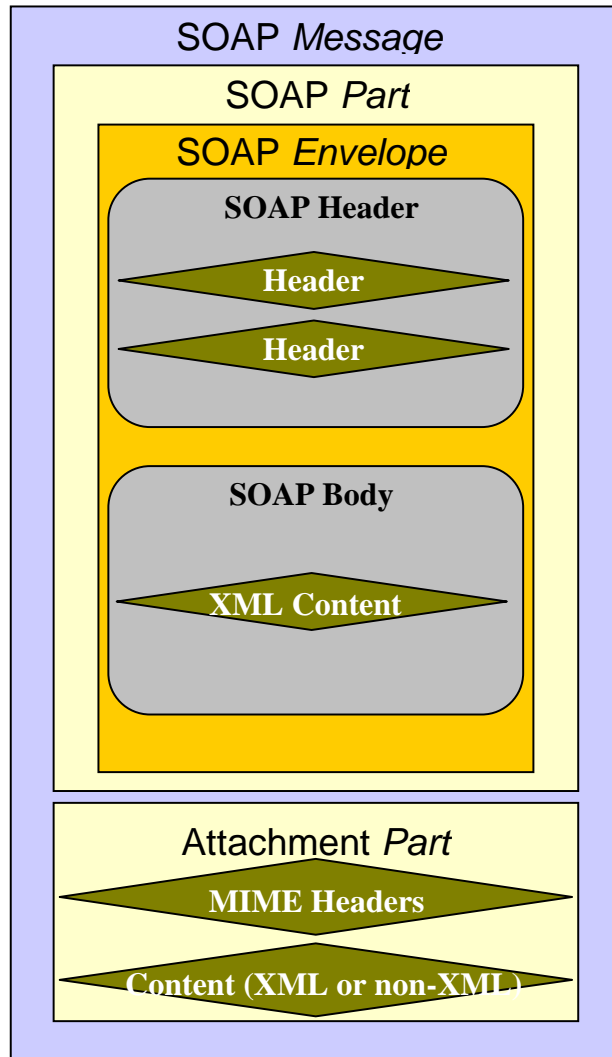 SOAP Message
SOAP Part
SOAP Envelope
SOAP Header
Header
Header
SOAP Body
XML Content
Attachment Part
MIME Headers
Content (XML or non-XML)